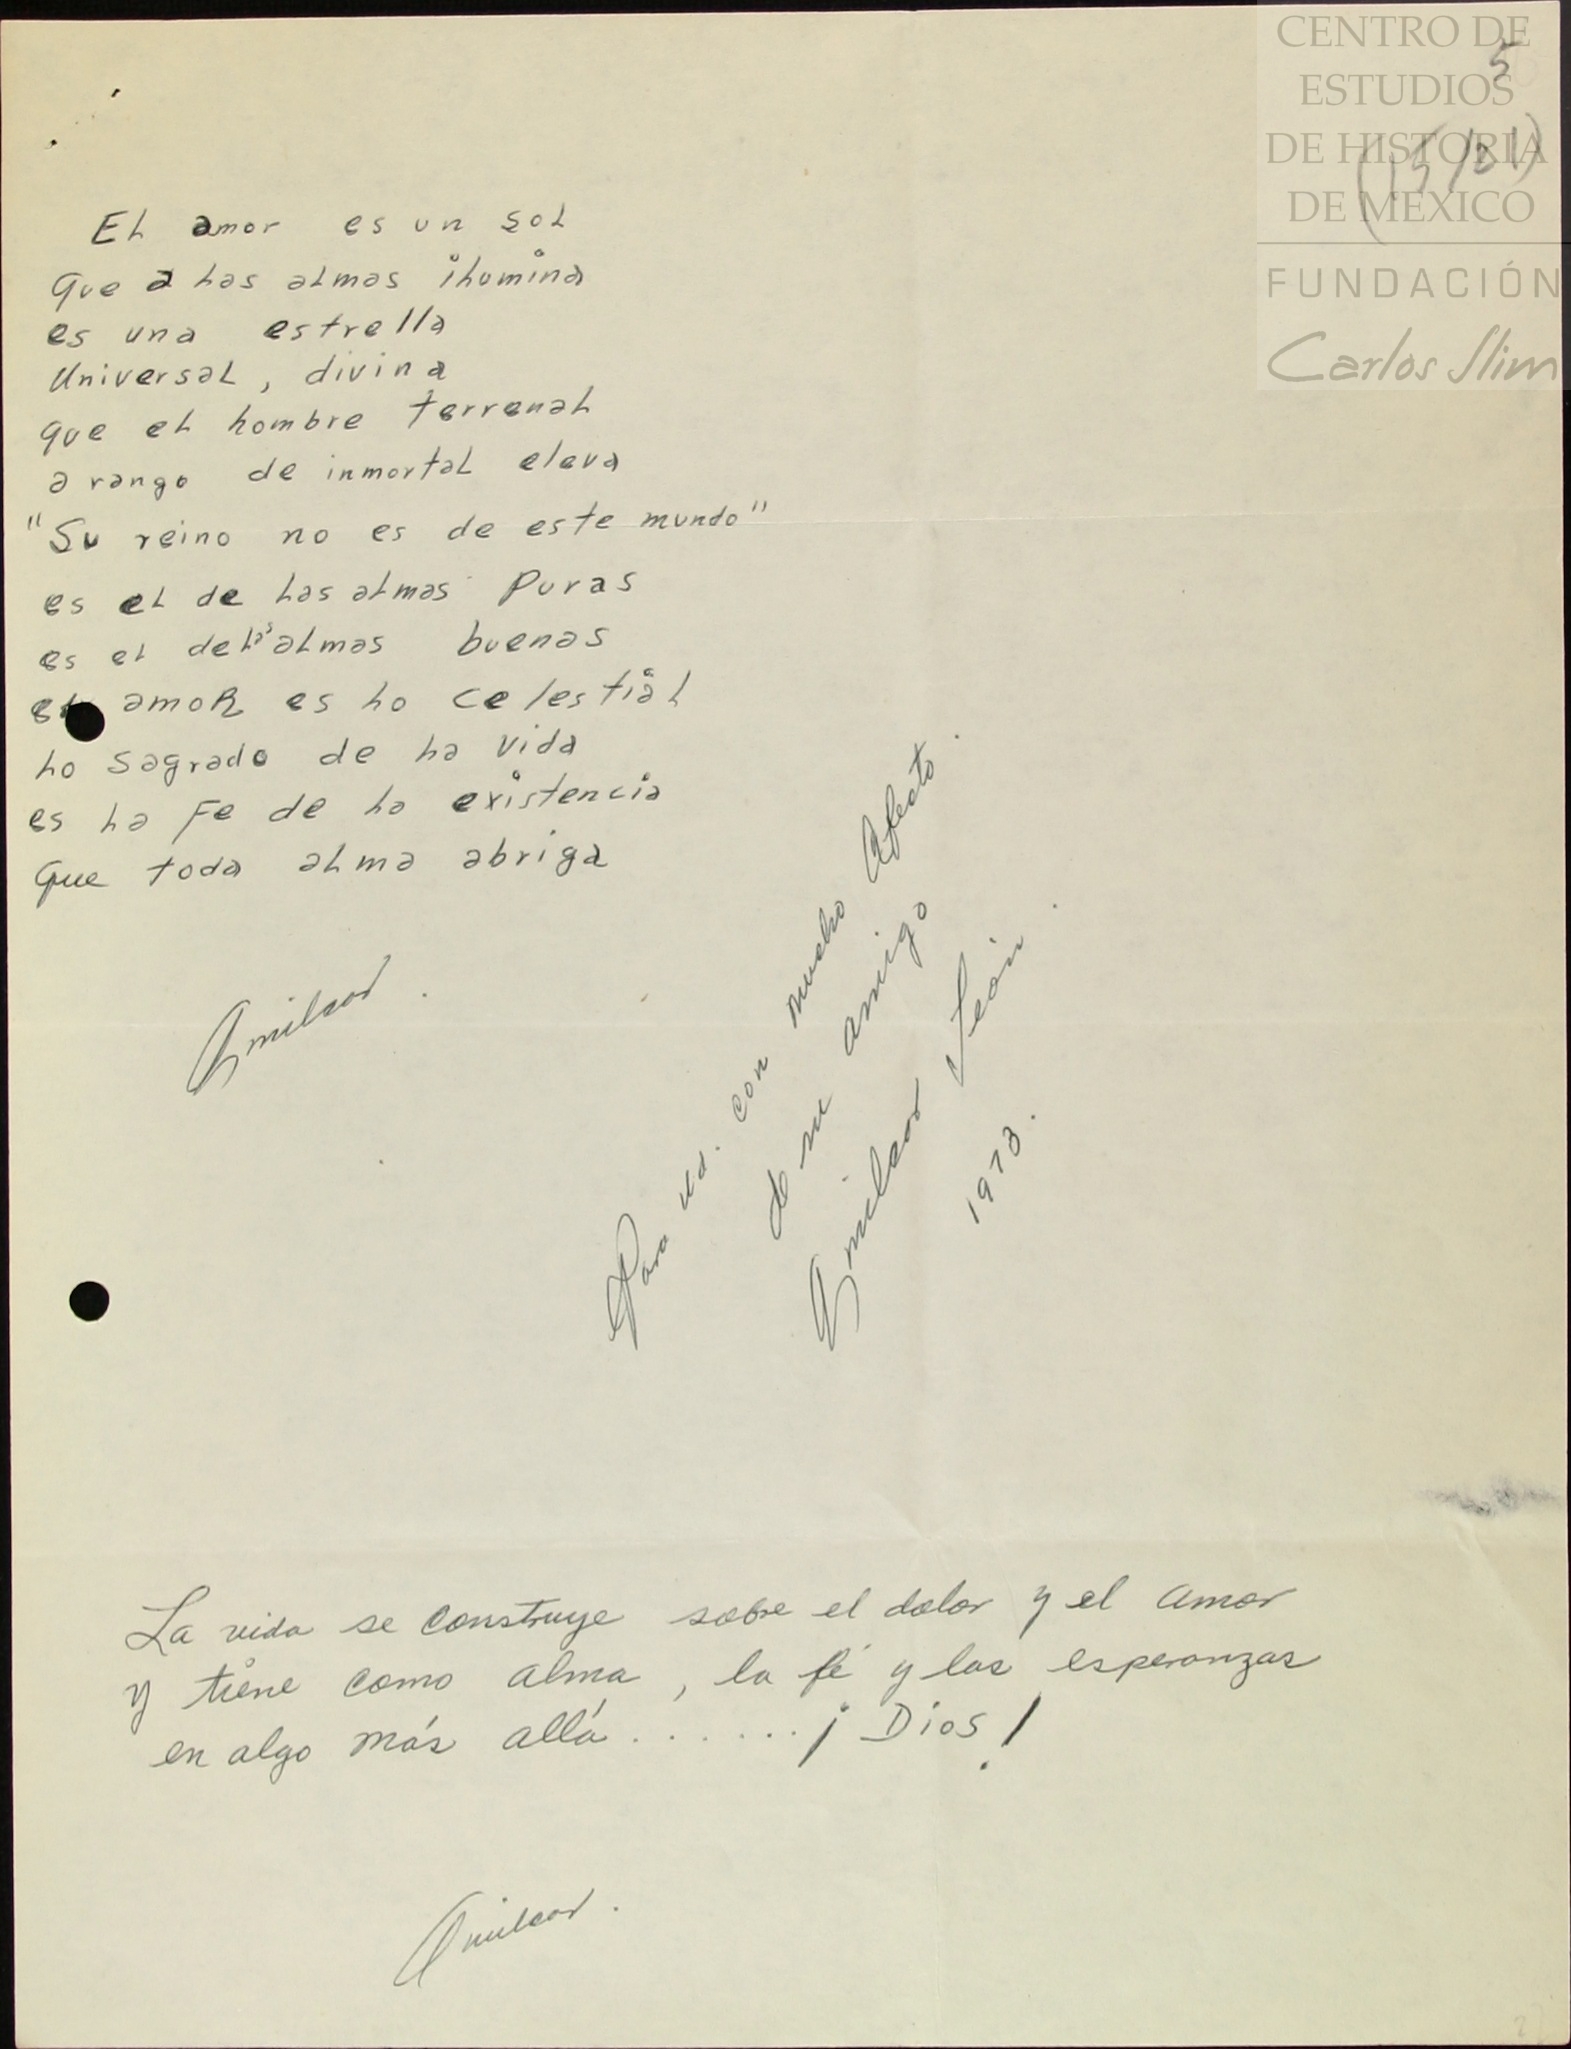 CENTRO DE
ESTUDIOS
DE HISTORIA
DE MEXICO
FUNDACIÓN
Carlos Slim
5
(15/21)
El amor es un sol
que a las almas ilumina
es una estrella
Universal, divina
que el hombre terrenal
a rango de inmortal eleva
"Su reino no es de este mundo"
es el de las almas puras
es el de las almas buenas
el amor es lo celestial
lo sagrado de la vida
es la Fe de la existencia
que toda alma abriga
Amilcar.
Para Ud. con mucho Afecto.
de su amigo
Amilcar León.
1973.
La vida se construye sobre el dolor y el amor
y tiene como alma, la fé y las esperanzas
en algo más allá.......¡Dios!
Amilcar.